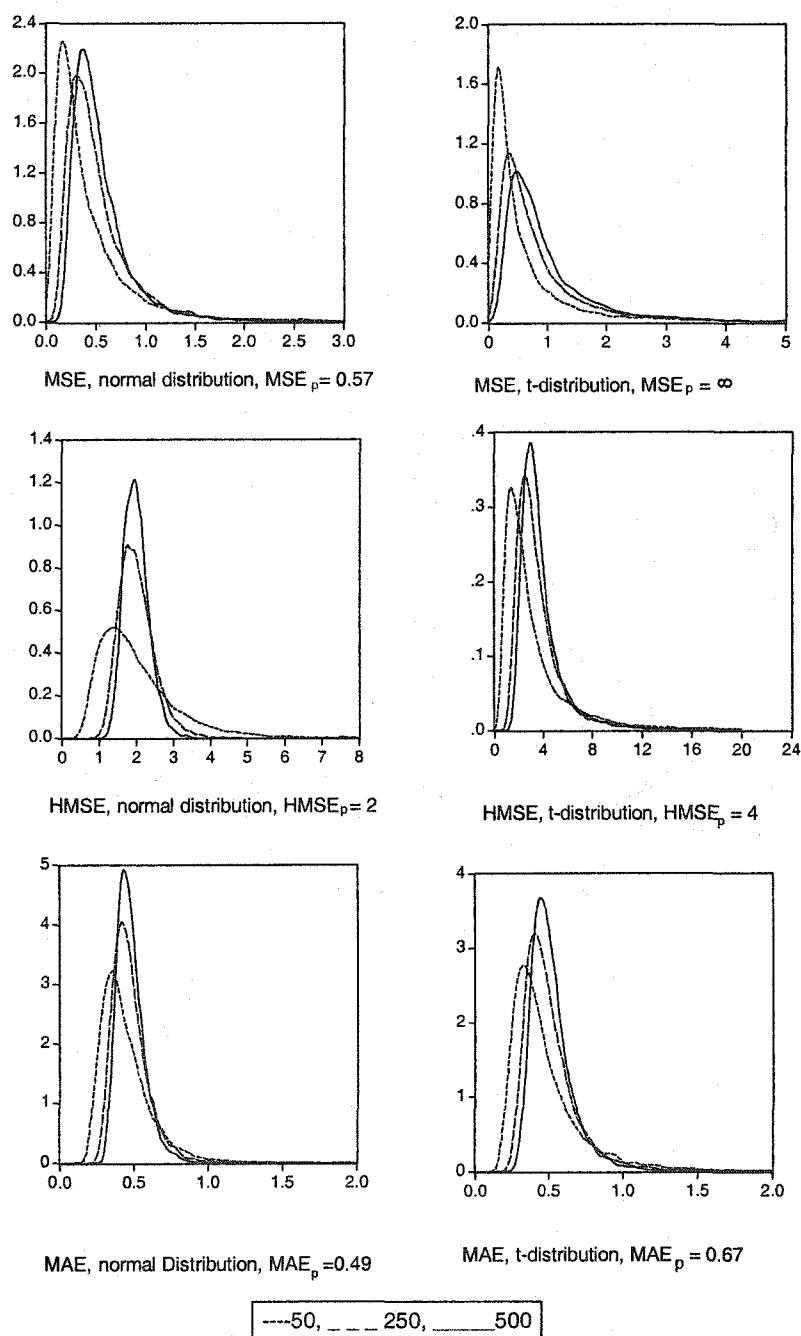 2.4
2.0
1.6
1.2
0.8
0.4
0.0
0.0 0.5 1.0 1.5 2.0 2.5 3.0
MSE, normal distribution, MSE p= 0.57
2.0
1.6
1.2
0.8
0.4
0.0
0 1 2 3 4 5
MSE, t-distribution, MSEp = ∞
1.4
1.2
1.0
0.8
0.6
0.4
0.2
0.0
0 1 2 3 4 5 6 7 8
HMSE, normal distribution, HMSEp= 2
.4
.3
.2
.1
.0
0 4 8 12 16 20 24
HMSE, t-distribution, HMSEp = 4
5
4
3
2
1
0
0.0 0.5 1.0 1.5 2.0
MAE, normal Distribution, MAEp =0.49
4
3
2
1
0
0.0 0.5 1.0 1.5 2.0
MAE, t-distribution, MAEp = 0.67
----50, _ _ _ 250, _____500